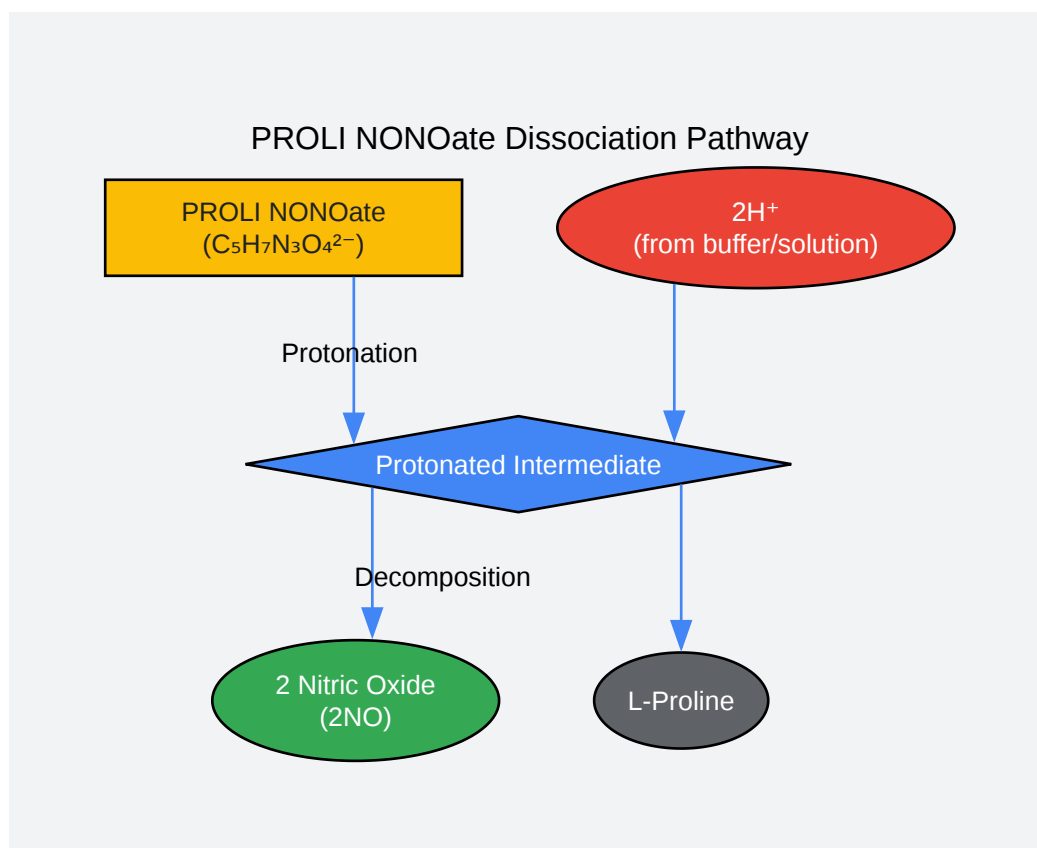 PROLI NONOate Dissociation Pathway
PROLI NONOate
(C₅H₇N₃O₄²⁻)
2H⁺
(from buffer/solution)
Protonation
Protonated Intermediate
Decomposition
2 Nitric Oxide
(2NO)
L-Proline